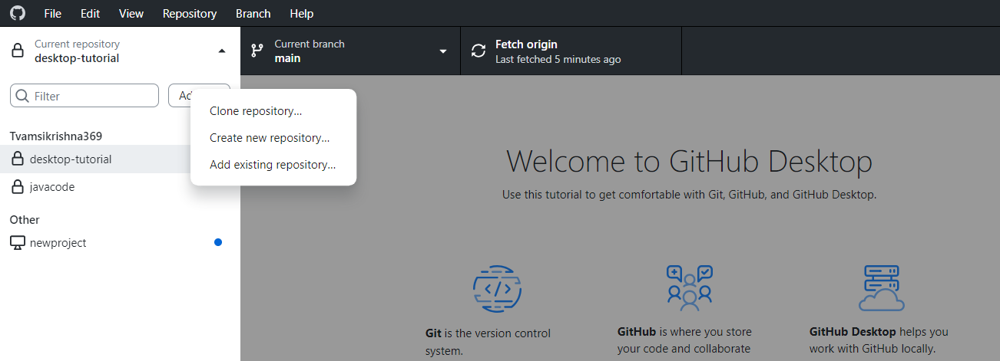 File Edit View Repository Branch Help
Current repository
desktop-tutorial
Current branch
main
Fetch origin
Last fetched 5 minutes ago
Filter
Clone repository...
Create new repository...
Add existing repository...
Tvamsikrishna369
desktop-tutorial
javacode
Other
newproject
Welcome to GitHub Desktop
Use this tutorial to get comfortable with Git, GitHub, and GitHub Desktop.
Git is the version control
system.
GitHub is where you store
your code and collaborate
GitHub Desktop helps you
work with GitHub locally.